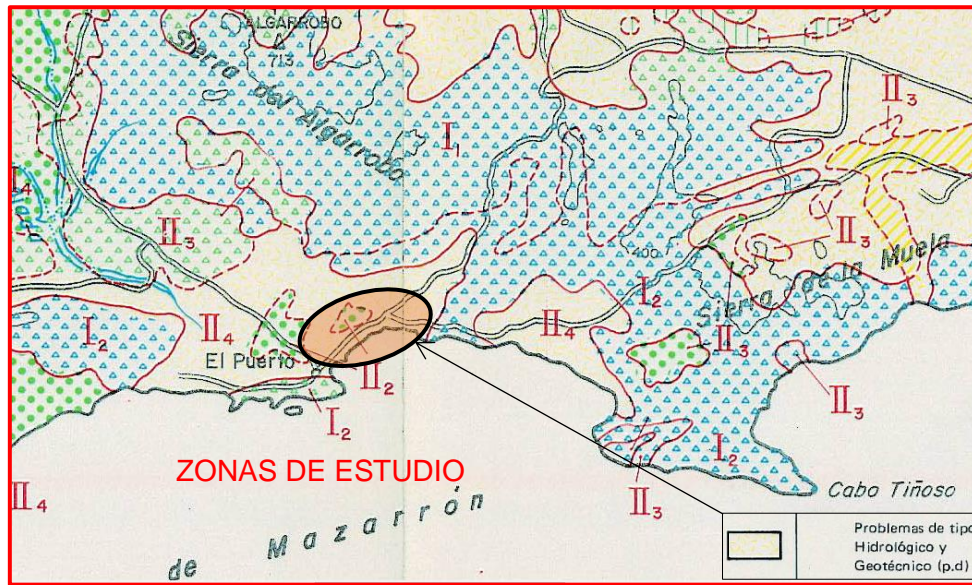 ALGARROBO
713
Sierra
del Algarrobo
I₁
II₃
II₃
I₄
II₃
400
Sierra de la Muela
I₂
II₃
I₂
II₄
El Puerto
II₄
II₂
II₃
II₃
I₂
I₂
ZONAS DE ESTUDIO
II₄
II₃
Cabo Tiñoso
de Mazarrón
Problemas de tipo
Hidrológico y
Geotécnico (p.d)